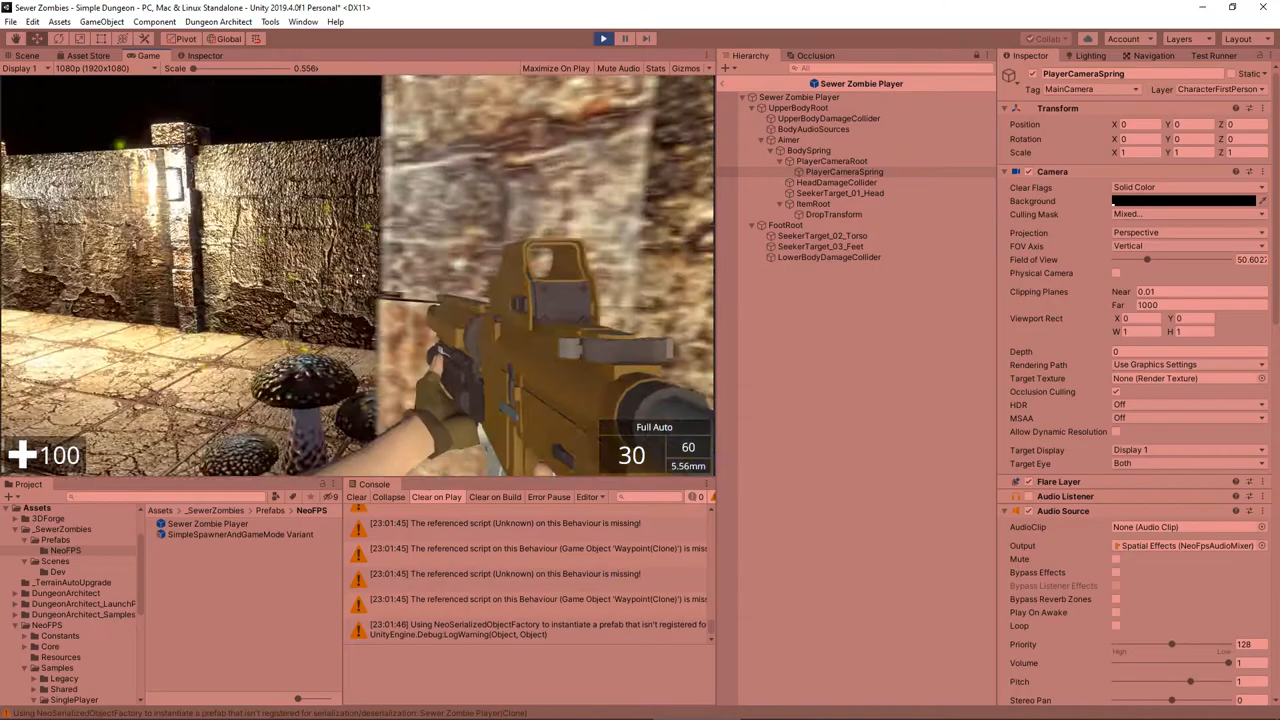 Sewer Zombies - Simple Dungeon - PC, Mac & Linux Standalone - Unity 2019.4.0f1 Personal* <DX11>
File Edit Assets GameObject Component Dungeon Architect Tools Window Help
Pivot Global Collab Account Layers Layout
Scene Asset Store Game Inspector
Display 1 1080p (1920x1080) Scale 0.556x Maximize On Play Mute Audio Stats Gizmos
100
Full Auto
30 60
5.56mm
Hierarchy Occlusion
All
Sewer Zombie Player
Sewer Zombie Player
UpperBodyRoot
UpperBodyDamageCollider
BodyAudioSources
Aimer
BodySpring
PlayerCameraRoot
PlayerCameraSpring
HeadDamageCollider
SeekerTarget_01_Head
ItemRoot
DropTransform
FootRoot
SeekerTarget_02_Torso
SeekerTarget_03_Feet
LowerBodyDamageCollider
Inspector Lighting Navigation Test Runner
PlayerCameraSpring Static
Tag MainCamera Layer CharacterFirstPerson
Transform
Position X 0 Y 0 Z 0
Rotation X 0 Y 0 Z 0
Scale X 1 Y 1 Z 1
Camera
Clear Flags Solid Color
Background
Culling Mask Mixed...
Projection Perspective
FOV Axis Vertical
Field of View 50.602
Physical Camera
Clipping Planes Near 0.01
Far 1000
Viewport Rect X 0 Y 0
W 1 H 1
Depth 0
Rendering Path Use Graphics Settings
Target Texture None (Render Texture)
Occlusion Culling
HDR Off
MSAA Off
Allow Dynamic Resolution
Target Display Display 1
Target Eye Both
Flare Layer
Audio Listener
Audio Source
AudioClip None (Audio Clip)
Output Spatial Effects (NeoFpsAudioMixer)
Mute
Bypass Effects
Bypass Listener Effects
Bypass Reverb Zones
Play On Awake
Loop
Priority 128
High Low
Volume 1
Pitch 1
Stereo Pan 0
Project
9
Assets
3DForge
_SewerZombies
Prefabs
NeoFPS
Scenes
Dev
_TerrainAutoUpgrade
DungeonArchitect
DungeonArchitect_LaunchP
DungeonArchitect_Samples
NeoFPS
Constants
Core
Resources
Samples
Legacy
Shared
SinglePlayer
Assets > _SewerZombies > Prefabs > NeoFPS
Sewer Zombie Player
SimpleSpawnerAndGameMode Variant
Console
Clear Collapse Clear on Play Clear on Build Error Pause Editor 0
[23:01:45] The referenced script (Unknown) on this Behaviour is missing!
[23:01:45] The referenced script on this Behaviour (Game Object 'Waypoint(Clone)') is miss
[23:01:45] The referenced script (Unknown) on this Behaviour is missing!
[23:01:45] The referenced script on this Behaviour (Game Object 'Waypoint(Clone)') is miss
[23:01:46] Using NeoSerializedObjectFactory to instantiate a prefab that isn't registered fo
UnityEngine.Debug:LogWarning(Object, Object)
Using NeoSerializedObjectFactory to instantiate a prefab that isn't registered for serialization/deserialization: Sewer Zombie Player(Clone)